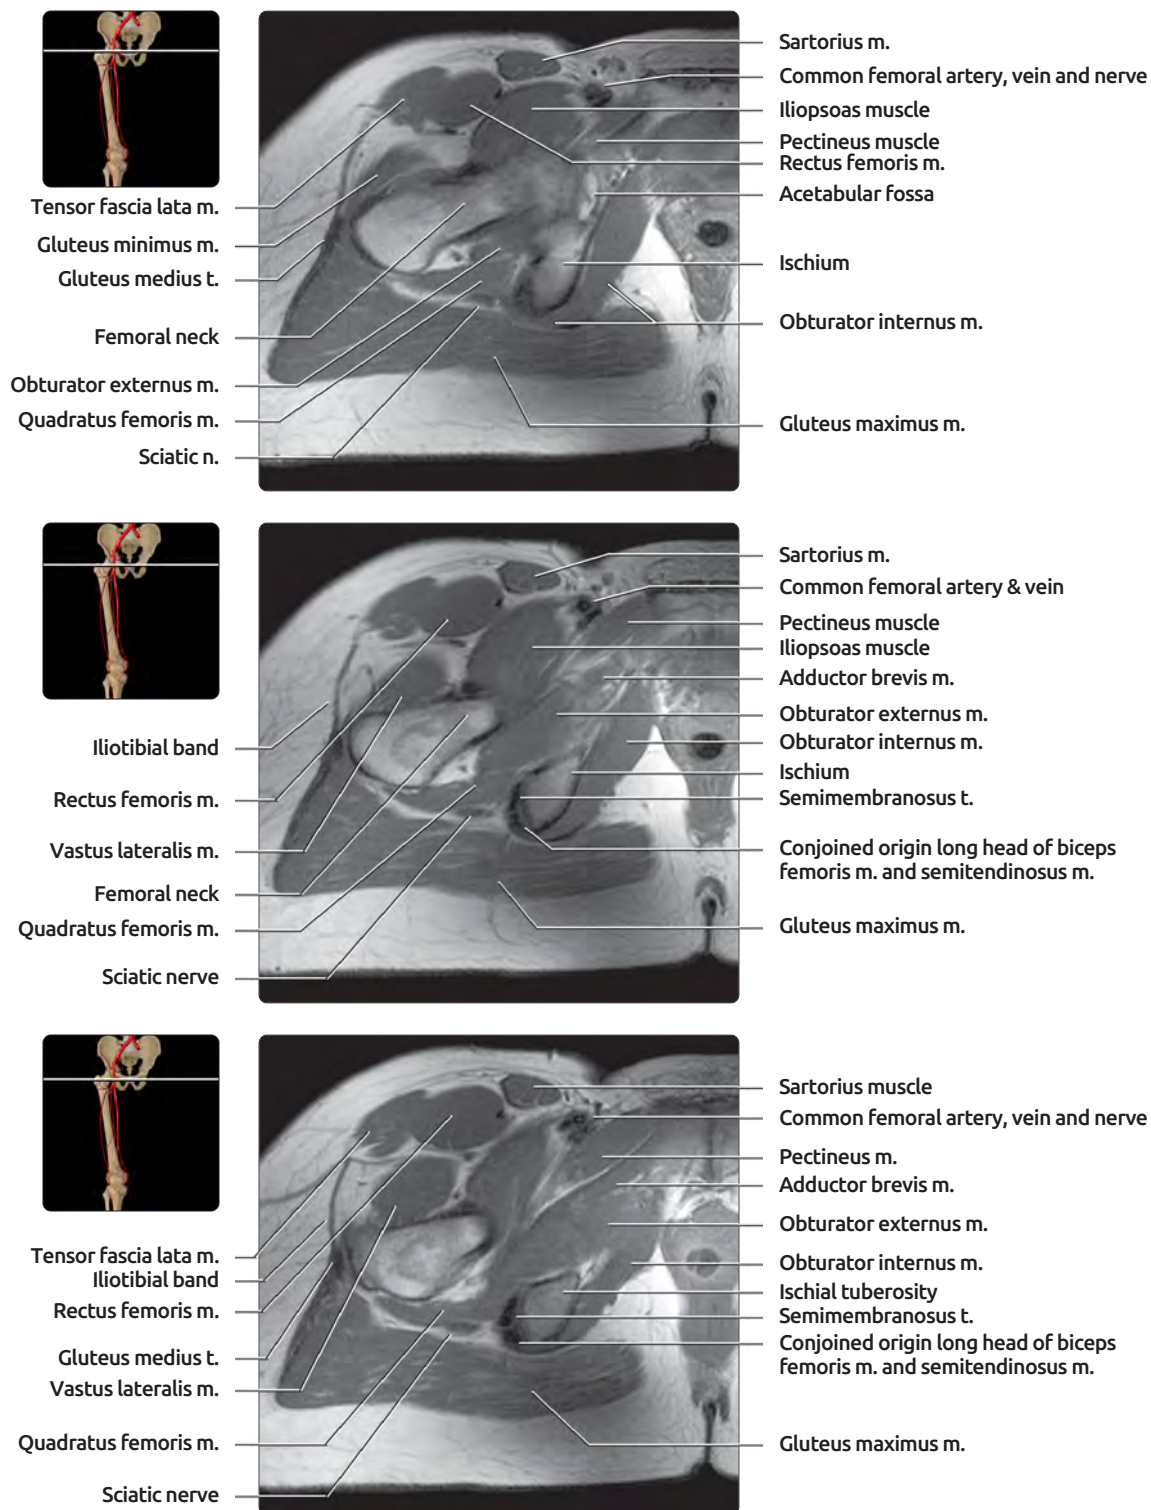 Sartorius m.
Common femoral artery, vein and nerve
Iliopsoas muscle
Pectineus muscle
Rectus femoris m.
Acetabular fossa
Ischium
Obturator internus m.
Gluteus maximus m.
Tensor fascia lata m.
Gluteus minimus m.
Gluteus medius t.
Femoral neck
Obturator externus m.
Quadratus femoris m.
Sciatic n.
Sartorius m.
Common femoral artery & vein
Pectineus muscle
Iliopsoas muscle
Adductor brevis m.
Obturator externus m.
Obturator internus m.
Ischium
Semimembranosus t.
Conjoined origin long head of biceps
femoris m. and semitendinosus m.
Gluteus maximus m.
Iliotibial band
Rectus femoris m.
Vastus lateralis m.
Femoral neck
Quadratus femoris m.
Sciatic nerve
Sartorius muscle
Common femoral artery, vein and nerve
Pectineus m.
Adductor brevis m.
Obturator externus m.
Obturator internus m.
Ischial tuberosity
Semimembranosus t.
Conjoined origin long head of biceps
femoris m. and semitendinosus m.
Gluteus maximus m.
Tensor fascia lata m.
Iliotibial band
Rectus femoris m.
Gluteus medius t.
Vastus lateralis m.
Quadratus femoris m.
Sciatic nerve